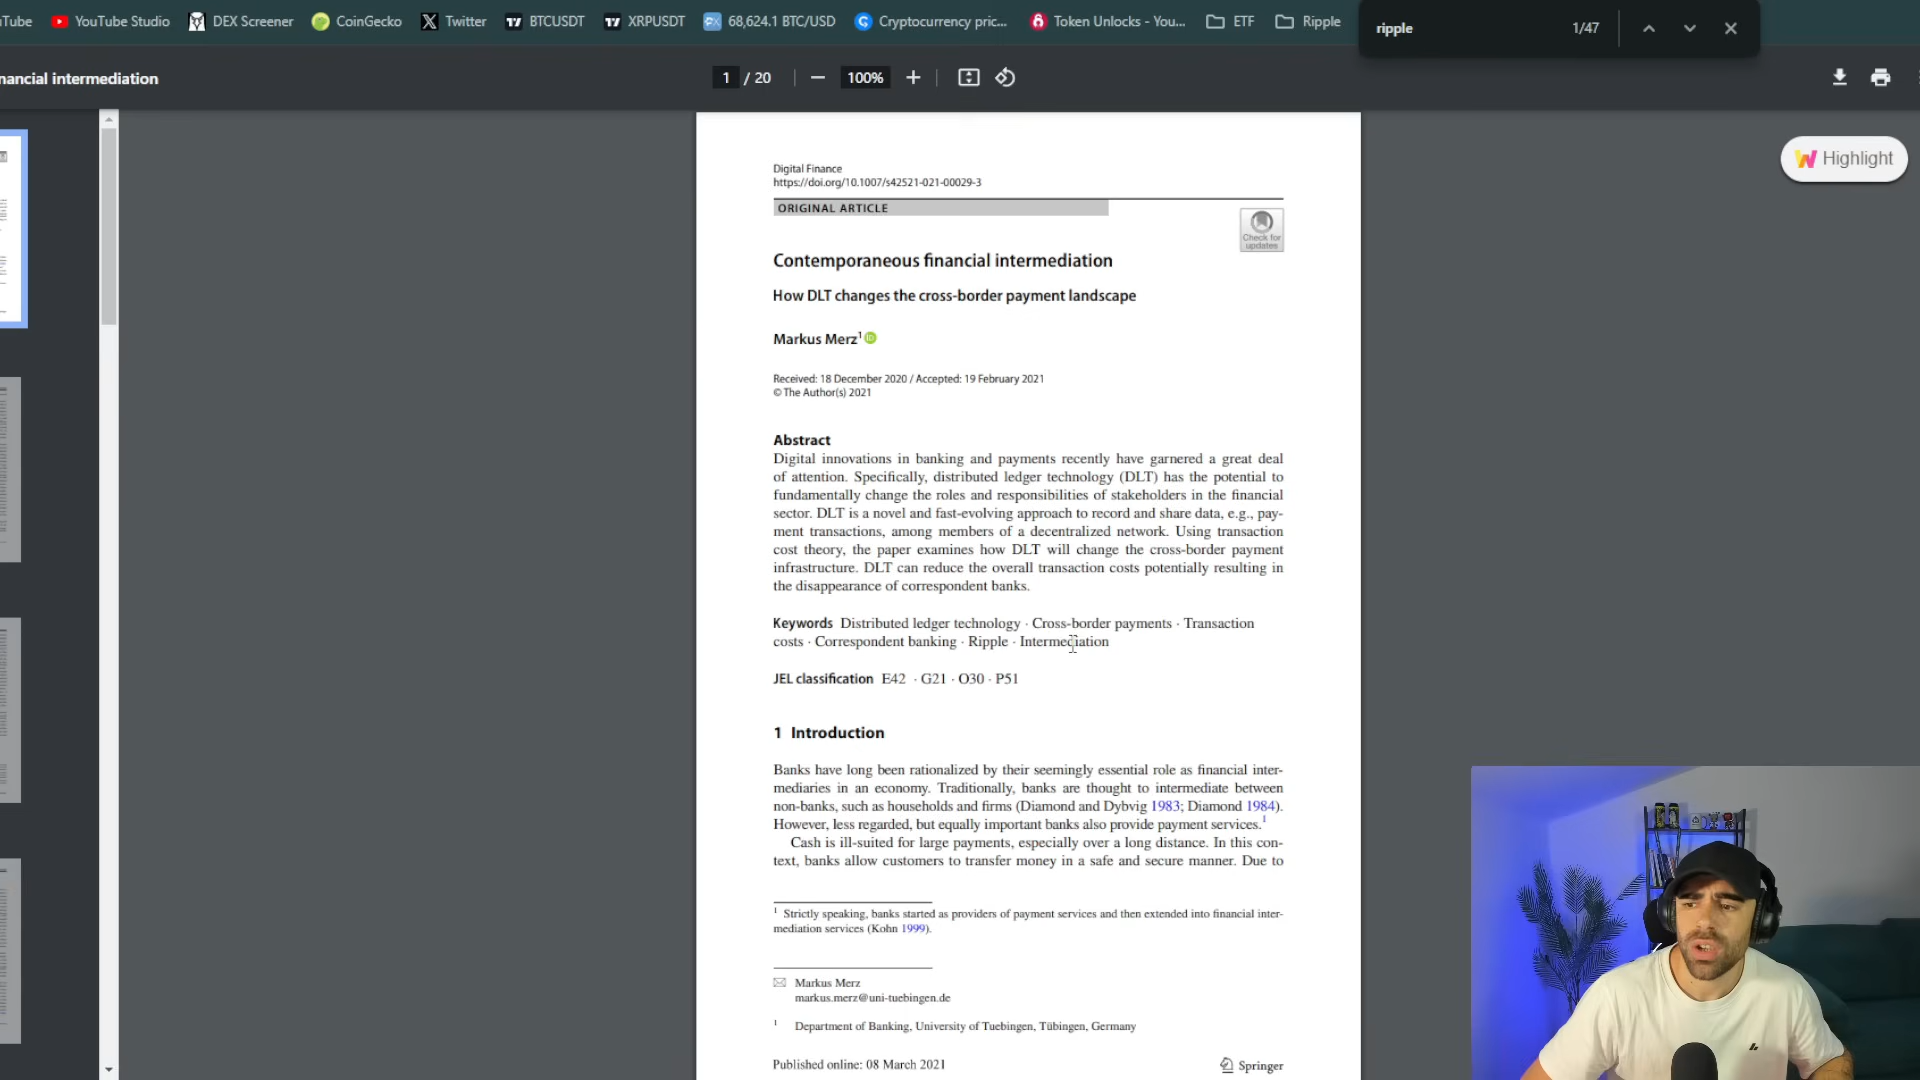 Tube
YouTube Studio
DEX Screener
CoinGecko
Twitter
BTCUSDT
XRPUSDT
68,624.1 BTC/USD
Cryptocurrency pric...
Token Unlocks - You...
ETF
Ripple
ripple
1/47
nancial intermediation
1 / 20
100%
Highlight
Digital Finance
https://doi.org/10.1007/s42521-021-00029-3
ORIGINAL ARTICLE
Check for
updates
Contemporaneous financial intermediation
How DLT changes the cross-border payment landscape
Markus Merz¹
Received: 18 December 2020 / Accepted: 19 February 2021
© The Author(s) 2021
Abstract
Digital innovations in banking and payments recently have garnered a great deal
of attention. Specifically, distributed ledger technology (DLT) has the potential to
fundamentally change the roles and responsibilities of stakeholders in the financial
sector. DLT is a novel and fast-evolving approach to record and share data, e.g., pay-
ment transactions, among members of a decentralized network. Using transaction
cost theory, the paper examines how DLT will change the cross-border payment
infrastructure. DLT can reduce the overall transaction costs potentially resulting in
the disappearance of correspondent banks.
Keywords Distributed ledger technology · Cross-border payments · Transaction
costs · Correspondent banking · Ripple · Intermediation
JEL classification E42 · G21 · O30 · P51
1 Introduction
Banks have long been rationalized by their seemingly essential role as financial inter-
mediaries in an economy. Traditionally, banks are thought to intermediate between
non-banks, such as households and firms (Diamond and Dybvig 1983; Diamond 1984).
However, less regarded, but equally important banks also provide payment services.¹
Cash is ill-suited for large payments, especially over a long distance. In this con-
text, banks allow customers to transfer money in a safe and secure manner. Due to
¹ Strictly speaking, banks started as providers of payment services and then extended into financial inter-
mediation services (Kohn 1999).
Markus Merz
markus.merz@uni-tuebingen.de
¹ Department of Banking, University of Tuebingen, Tübingen, Germany
Published online: 08 March 2021
Springer